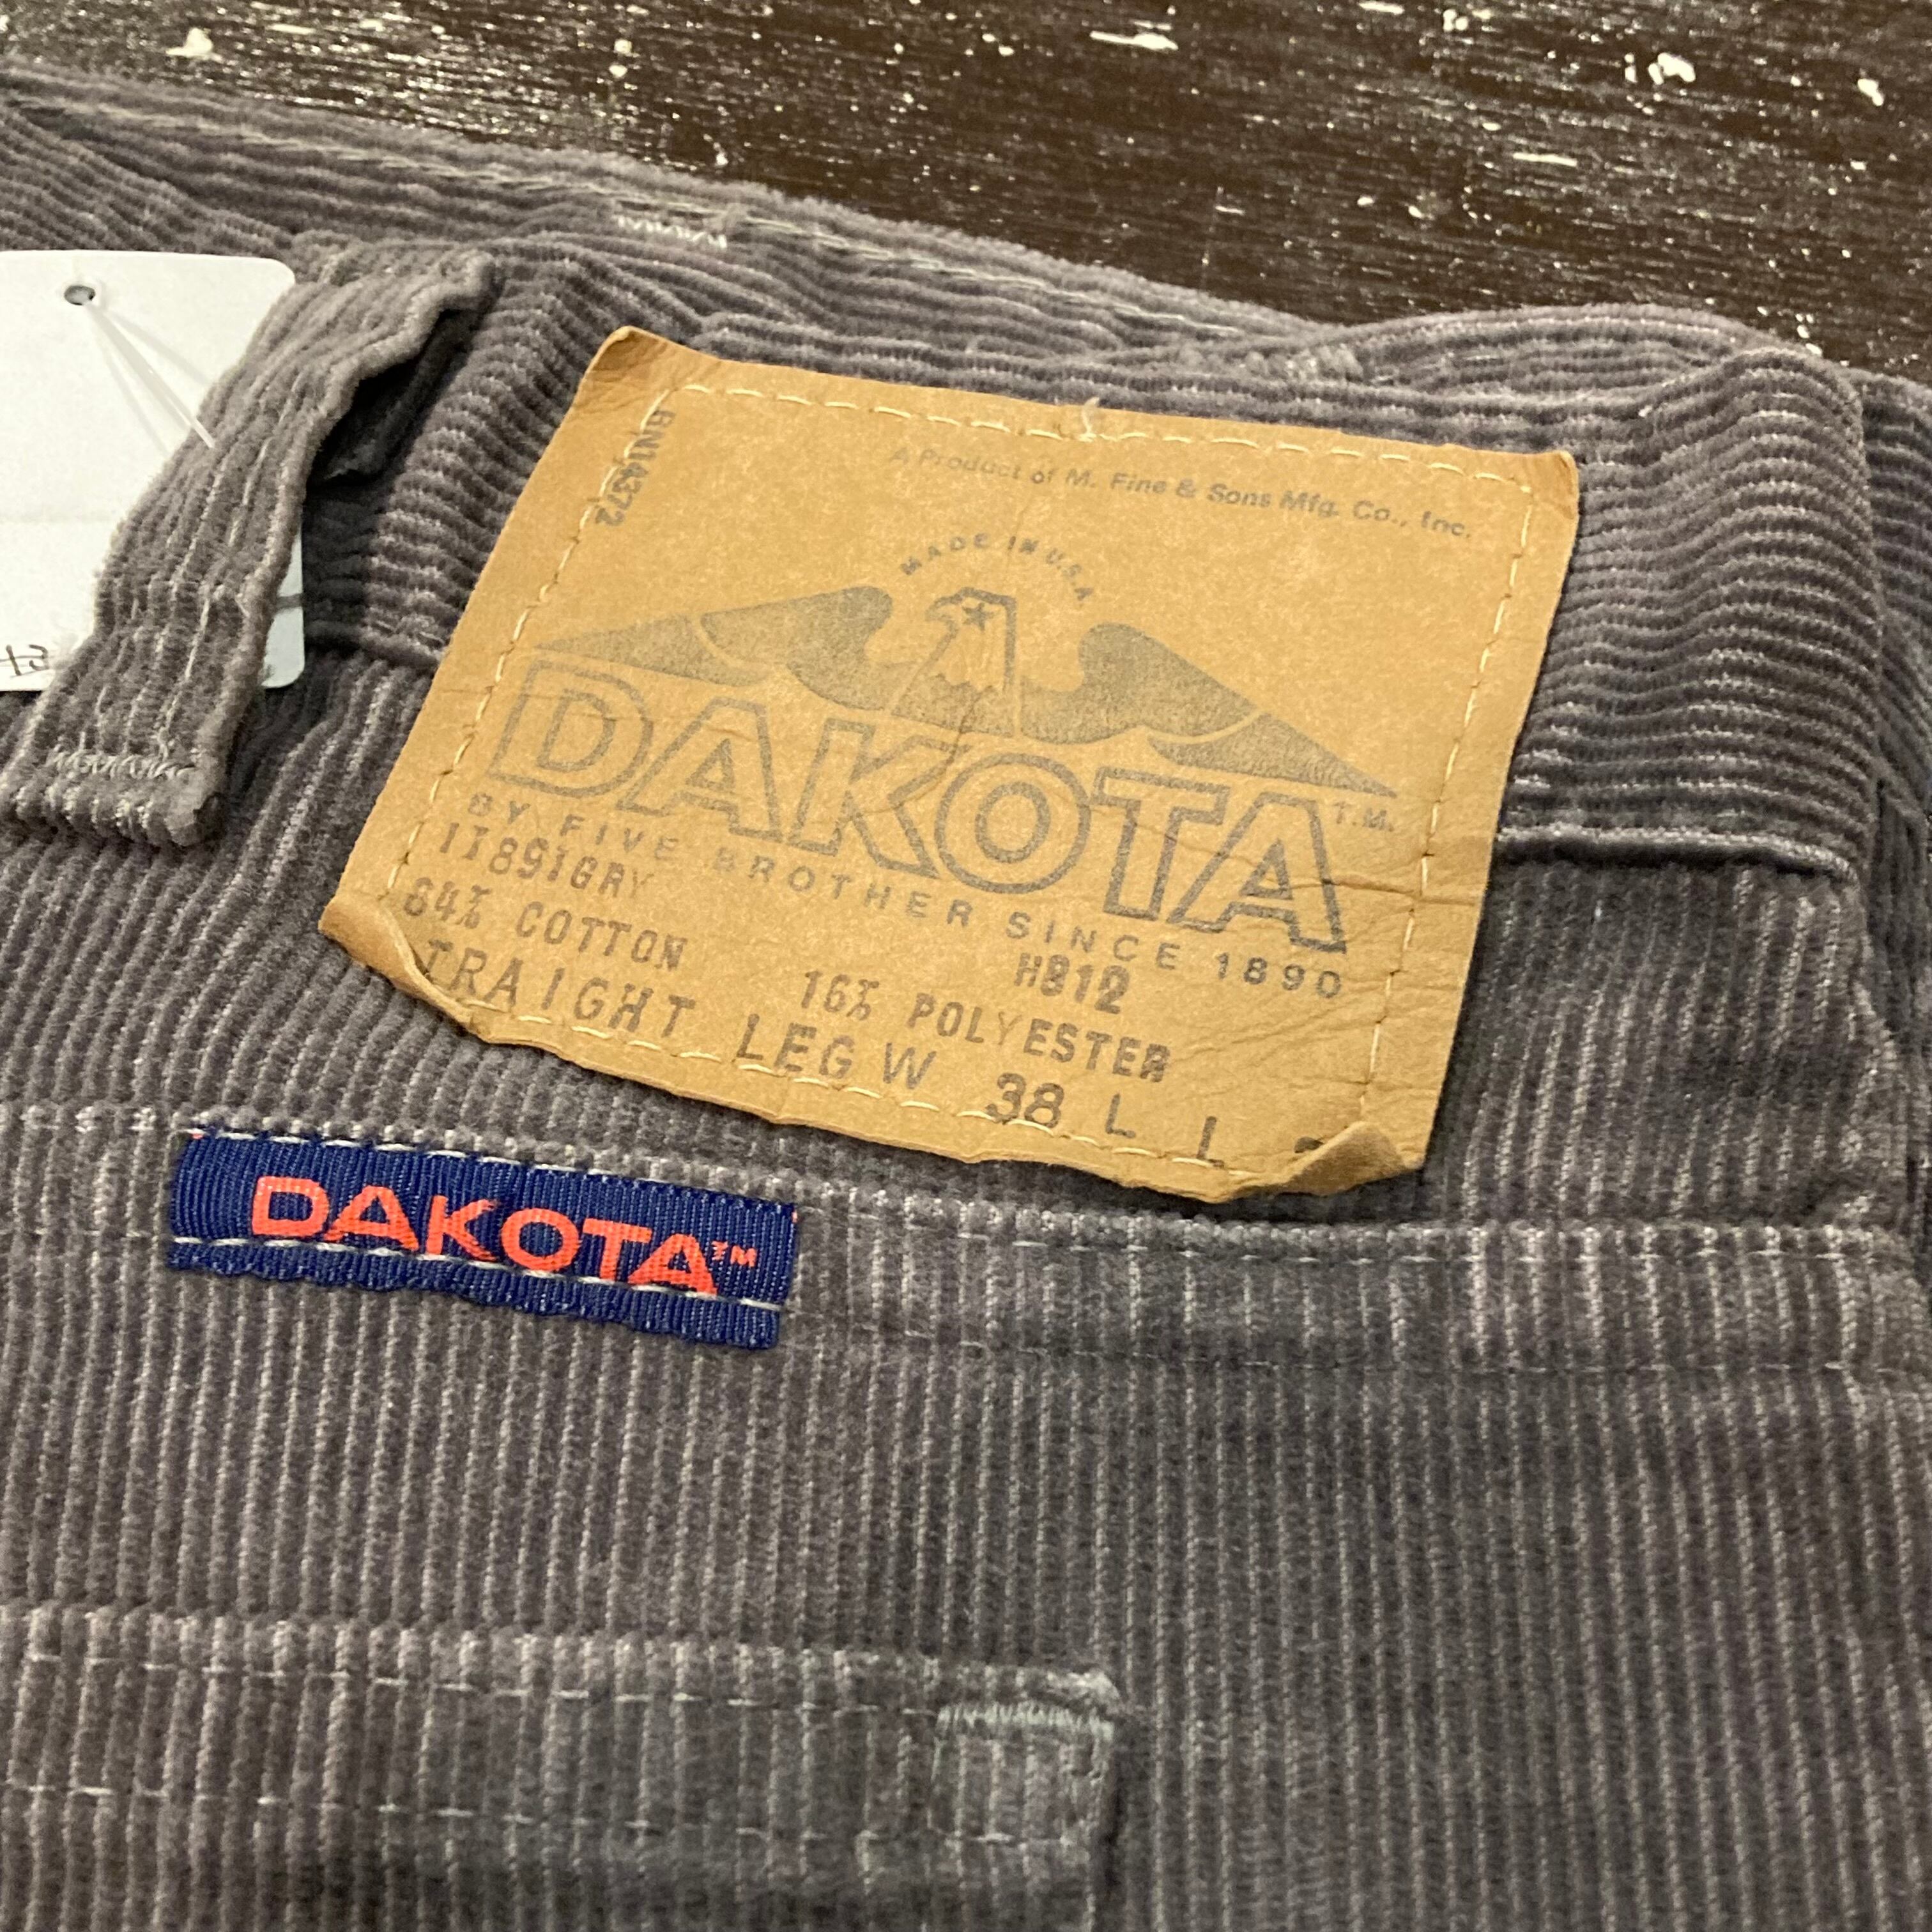 BN14372
A Product of M. Fine & Sons Mfg. Co., Inc.
MADE IN U.S.A.
DAKOTA T.M.
BY FIVE BROTHER SINCE 1890
11891GRY HB12
84% COTTON 16% POLYESTER
TRAIGHT LEG W 38 L
DAKOTA™